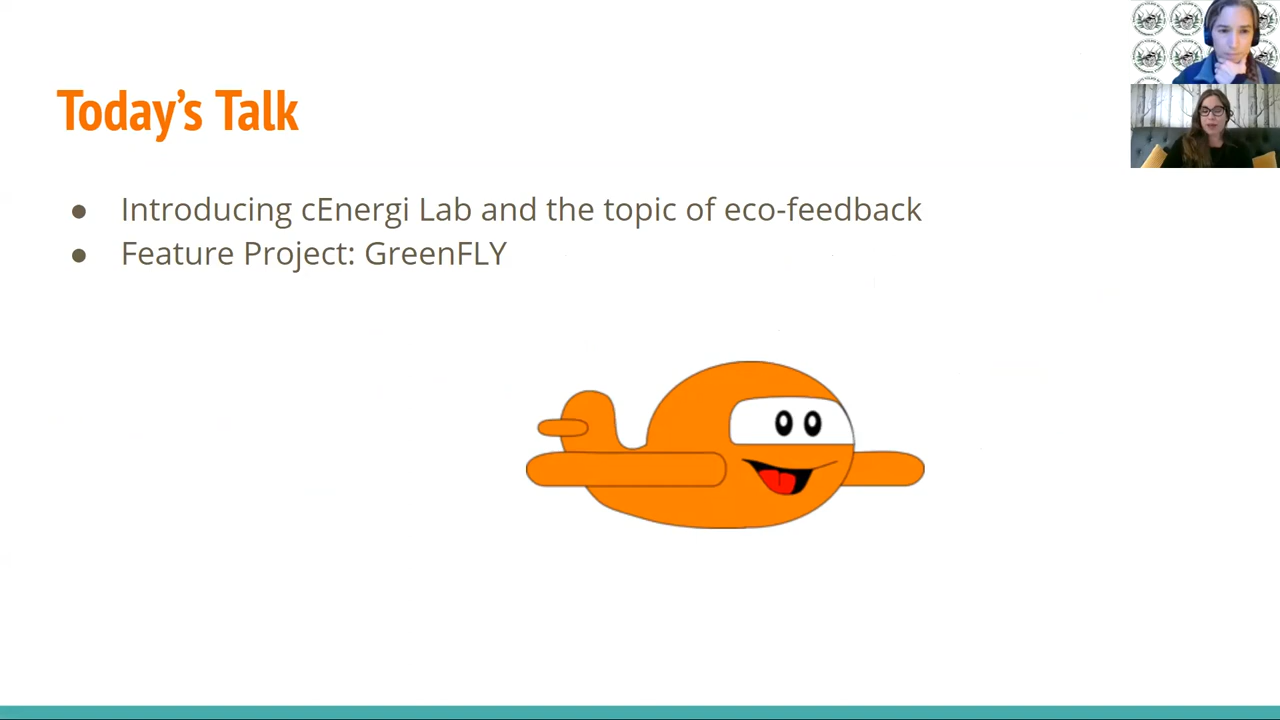 Today's Talk
● Introducing cEnergi Lab and the topic of eco-feedback
● Feature Project: GreenFLY